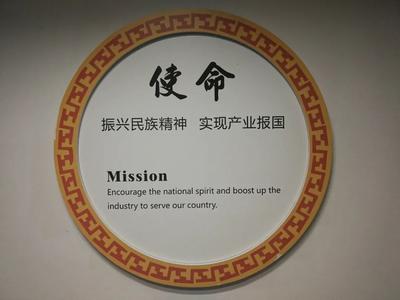 使命
振兴民族精神 实现产业报国
Mission
Encourage the national spirit and boost up the
industry to serve our country.